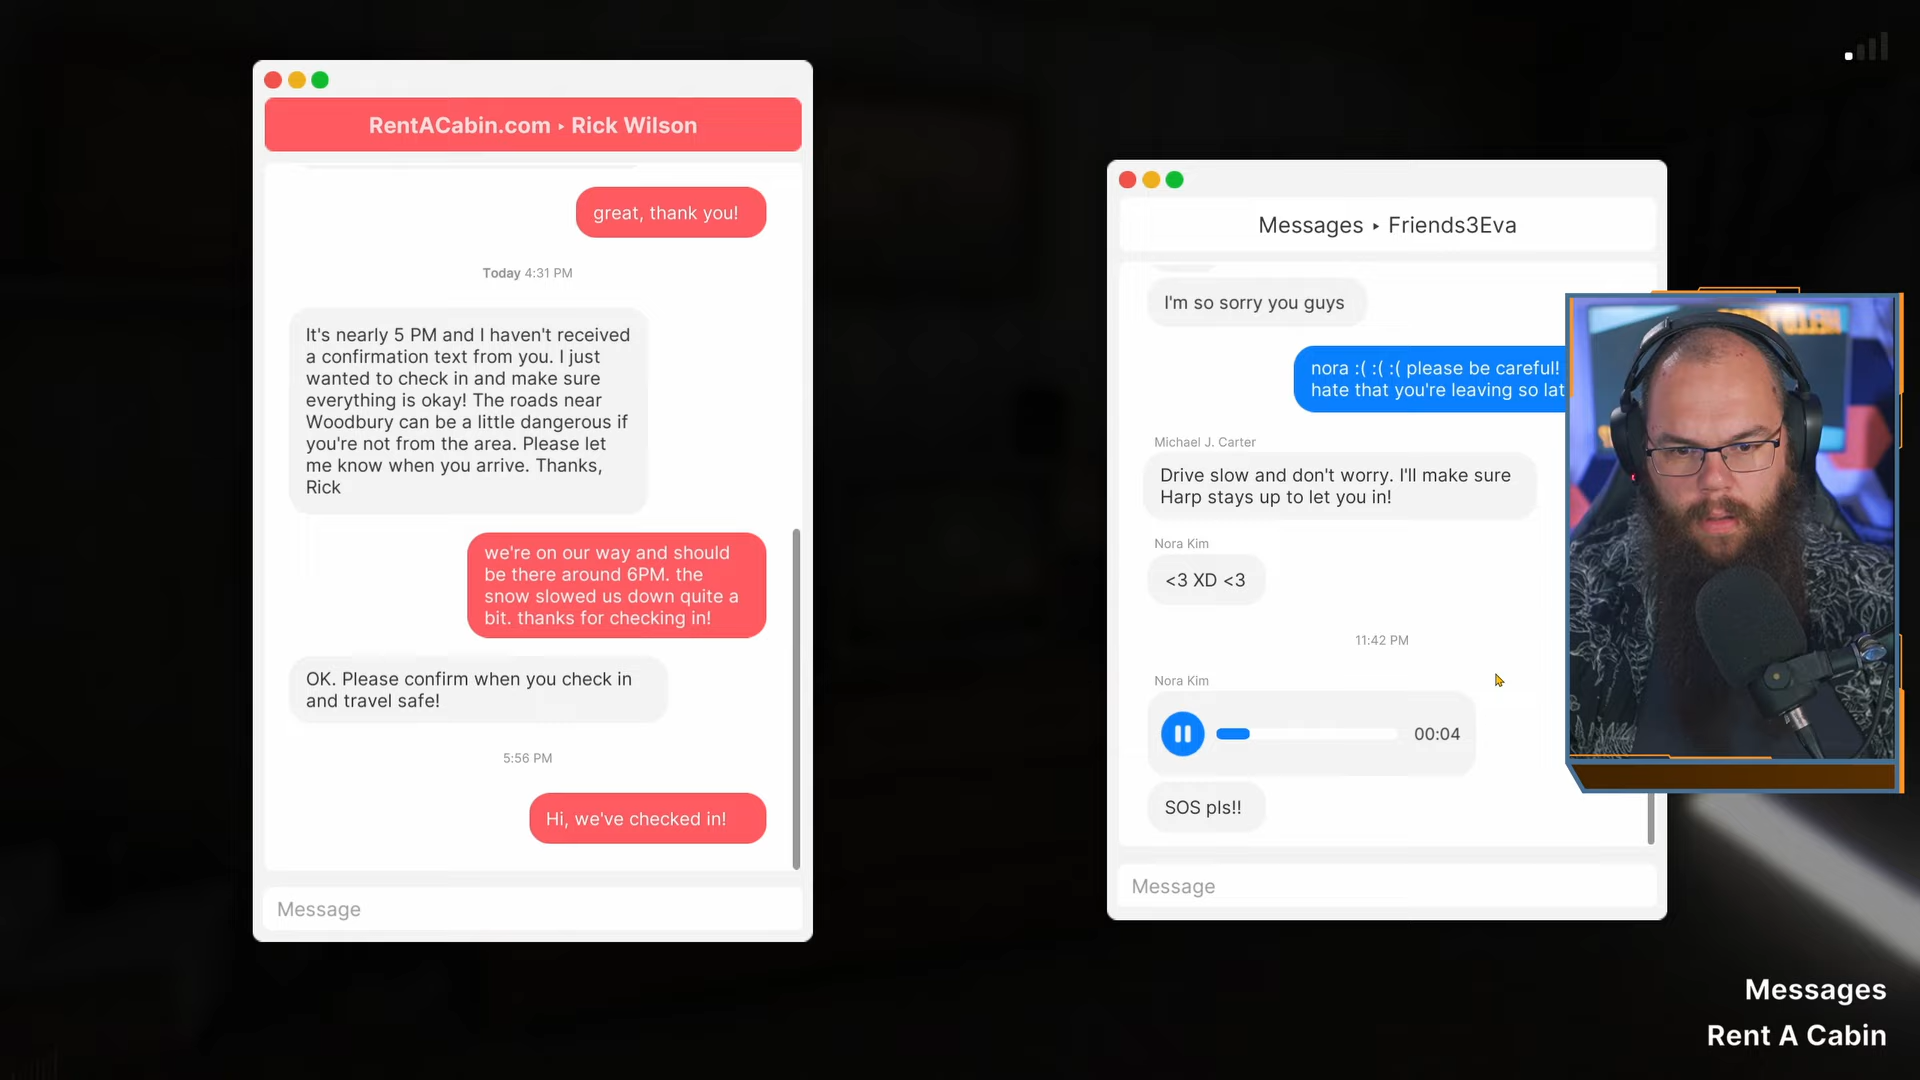 RentACabin.com ▸ Rick Wilson
great, thank you!
Today 4:31 PM
It's nearly 5 PM and I haven't received
a confirmation text from you. I just
wanted to check in and make sure
everything is okay! The roads near
Woodbury can be a little dangerous if
you're not from the area. Please let
me know when you arrive. Thanks,
Rick
we're on our way and should
be there around 6PM. the
snow slowed us down quite a
bit. thanks for checking in!
OK. Please confirm when you check in
and travel safe!
5:56 PM
Hi, we've checked in!
Message
Messages ▸ Friends3Eva
I'm so sorry you guys
nora :( :( :( please be careful!
hate that you're leaving so lat
Michael J. Carter
Drive slow and don't worry. I'll make sure
Harp stays up to let you in!
Nora Kim
<3 XD <3
11:42 PM
Nora Kim
00:04
SOS pls!!
Message
Messages
Rent A Cabin